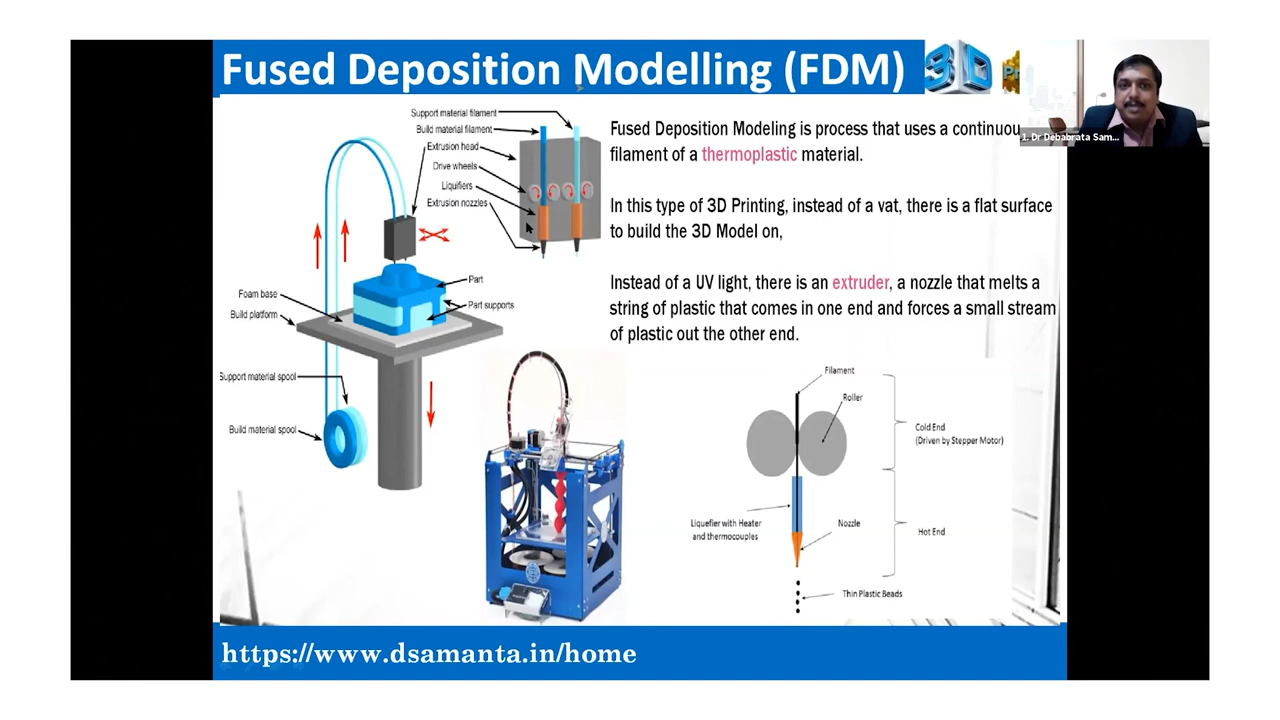 Fused Deposition Modelling (FDM)
3D
Pr
1. Dr Debabrata Sam...
Support material filament
Build material filament
Extrusion head
Drive wheels
Liquifiers
Extrusion nozzles
Part
Part supports
Foam base
Build platform
Support material spool
Build material spool
Fused Deposition Modeling is process that uses a continuou
filament of a thermoplastic material.
In this type of 3D Printing, instead of a vat, there is a flat surface
to build the 3D Model on,
Instead of a UV light, there is an extruder, a nozzle that melts a
string of plastic that comes in one end and forces a small stream
of plastic out the other end.
Filament
Roller
Cold End
(Driven by Stepper Motor)
Liquefier with Heater
and thermocouples
Nozzle
Hot End
Thin Plastic Beads
https://www.dsamanta.in/home